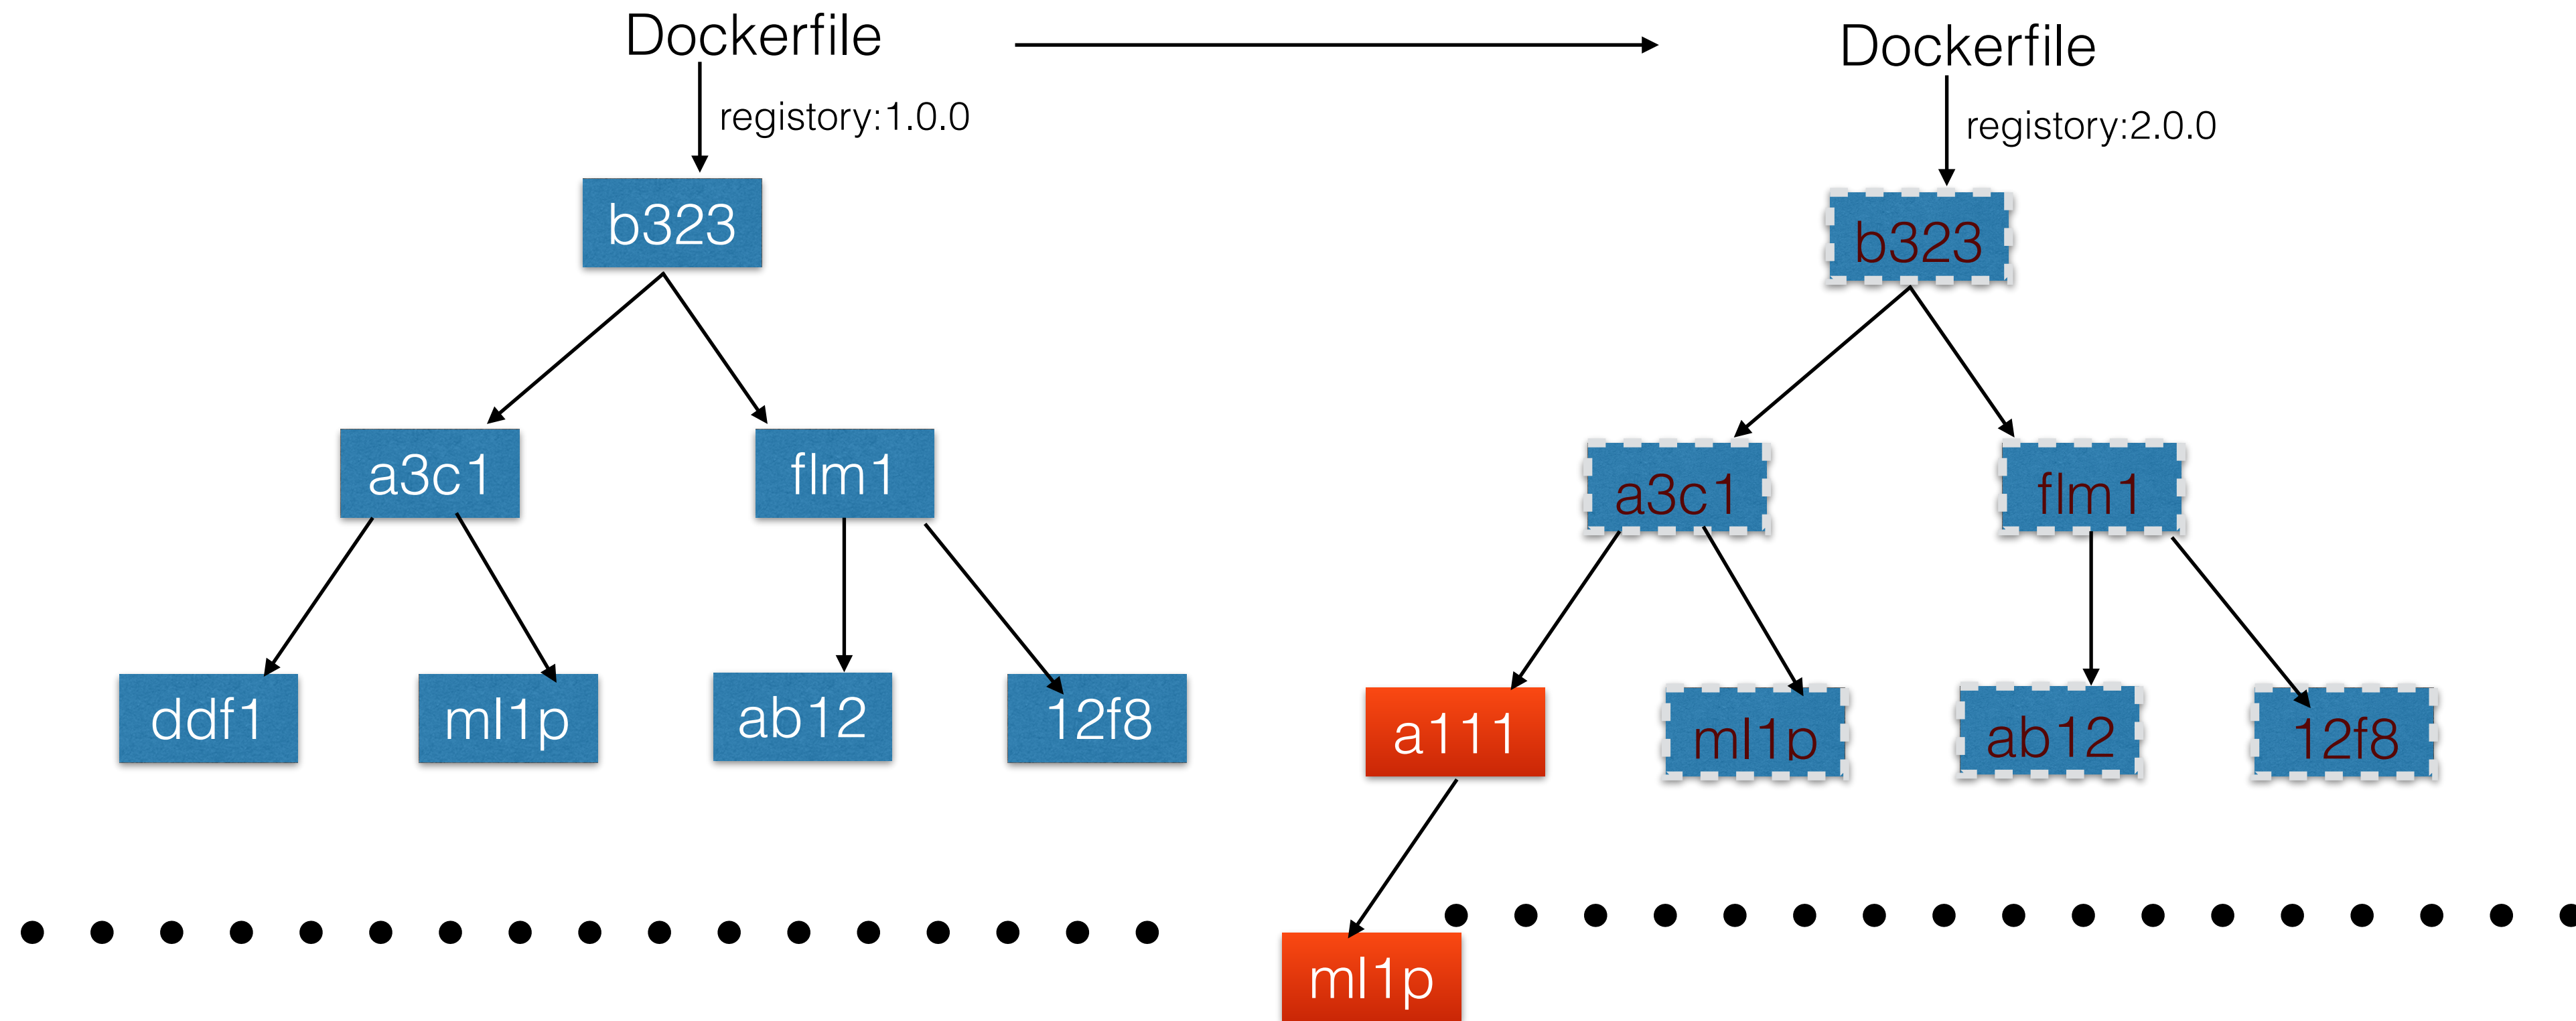 Dockerfile
registory:1.0.0
b323
a3c1
flm1
ddf1
ml1p
ab12
12f8
Dockerfile
registory:2.0.0
b323
a3c1
flm1
a111
ml1p
ab12
12f8
ml1p